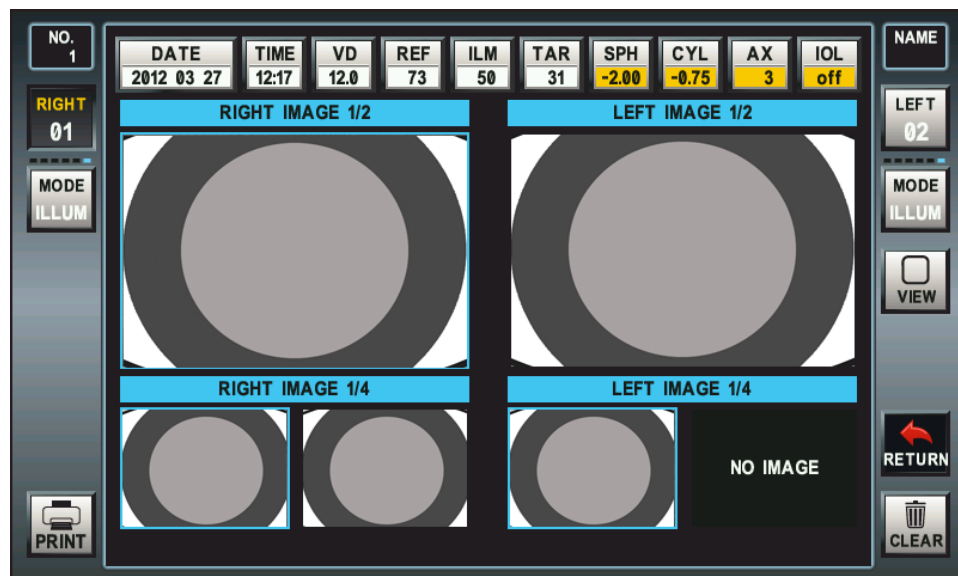 NO.
1
NAME
DATE TIME VD REF ILM TAR SPH CYL AX IOL
2012 03 27 12:17 12.0 73 50 31 -2.00 -0.75 3 off
RIGHT
01
RIGHT IMAGE 1/2 LEFT IMAGE 1/2
LEFT
02
MODE
ILLUM
MODE
ILLUM
VIEW
RIGHT IMAGE 1/4 LEFT IMAGE 1/4
NO IMAGE
RETURN
PRINT
CLEAR